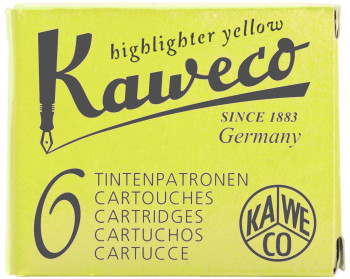 highlighter yellow
Kaweco
SINCE 1883
Germany
6
TINTENPATRONEN
CARTOUCHES
CARTRIDGES
CARTUCHOS
CARTUCCE
KA WE
CO